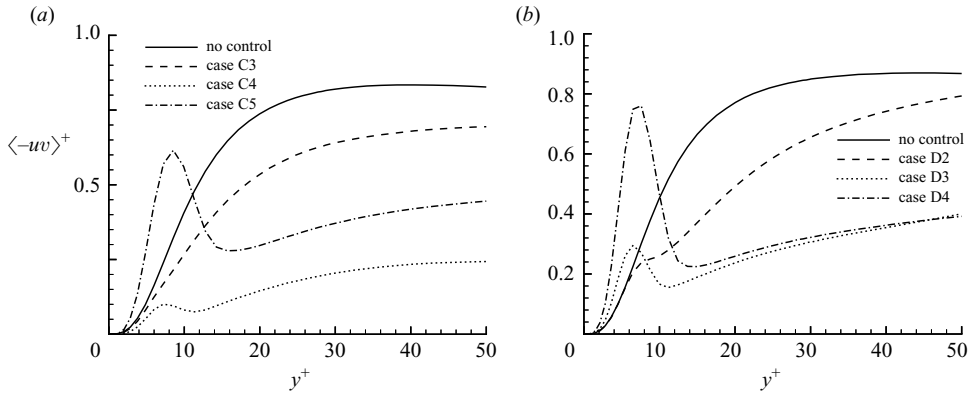 (a)
1.0
no control
case C3
case C4
case C5
⟨–uv⟩+
0.5
0
10
20
30
40
50
y+
(b)
1.0
0.8
0.6
0.4
0.2
no control
case D2
case D3
case D4
0
10
20
30
40
50
y+